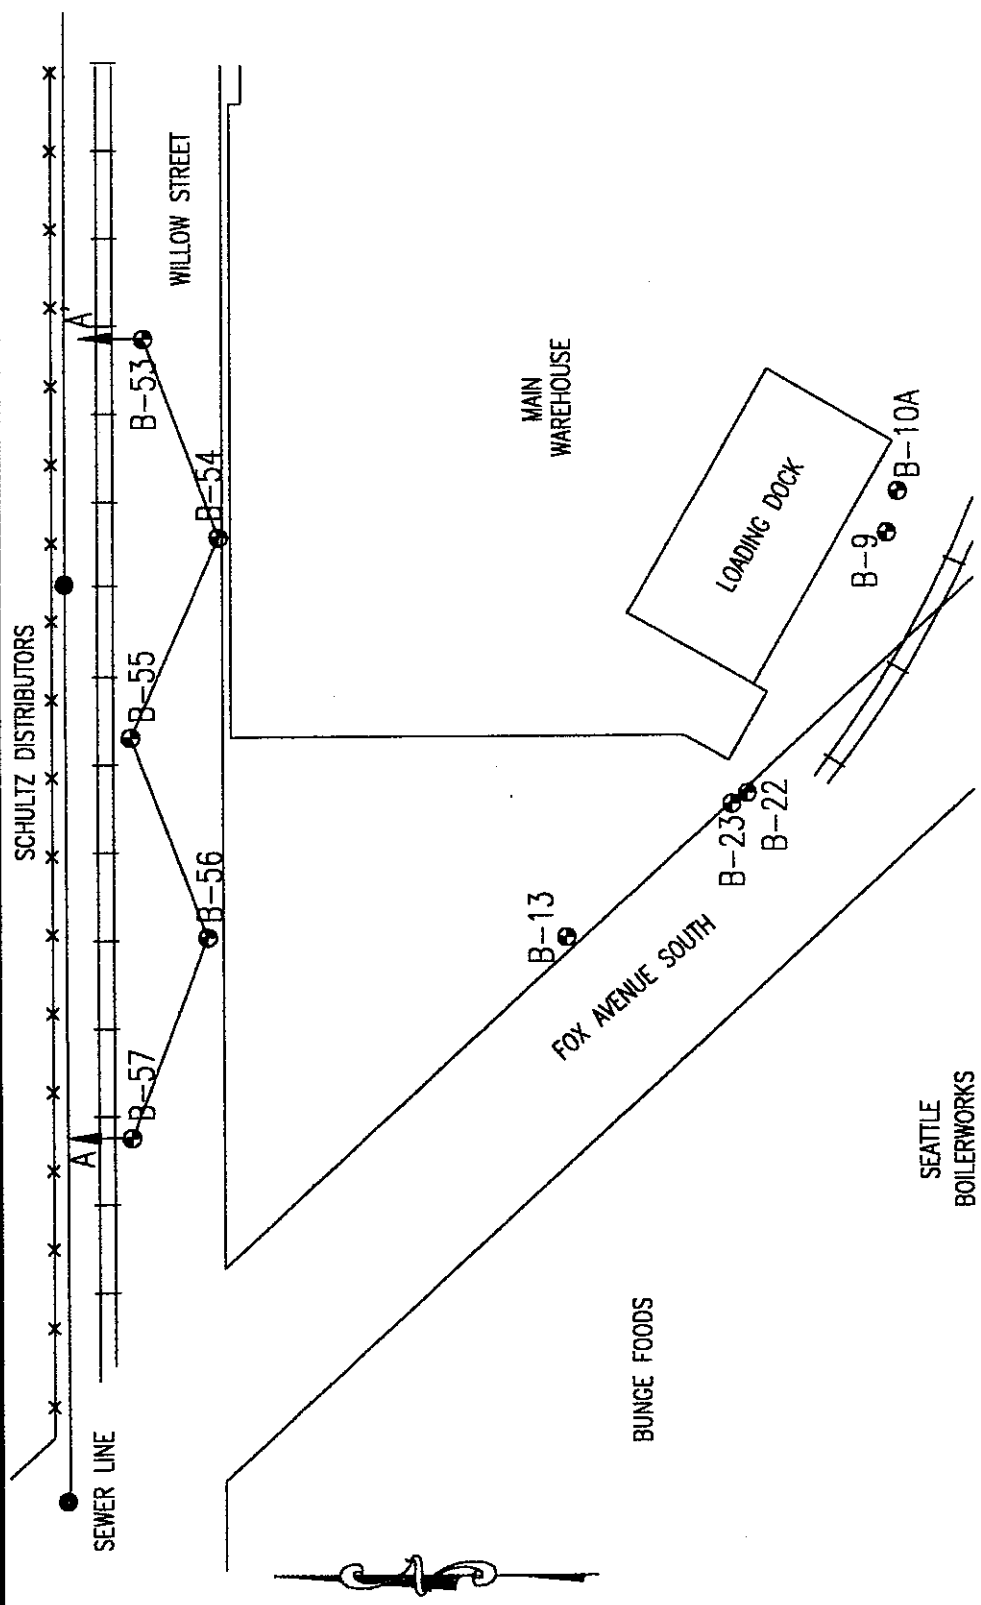 SCHULTZ DISTRIBUTORS
SEWER LINE
A
A'
WILLOW STREET
B-57
B-56
B-55
B-54
B-53
MAIN
WAREHOUSE
LOADING DOCK
B-13
B-23
B-22
B-9
B-10A
FOX AVENUE SOUTH
BUNGE FOODS
SEATTLE
BOILERWORKS